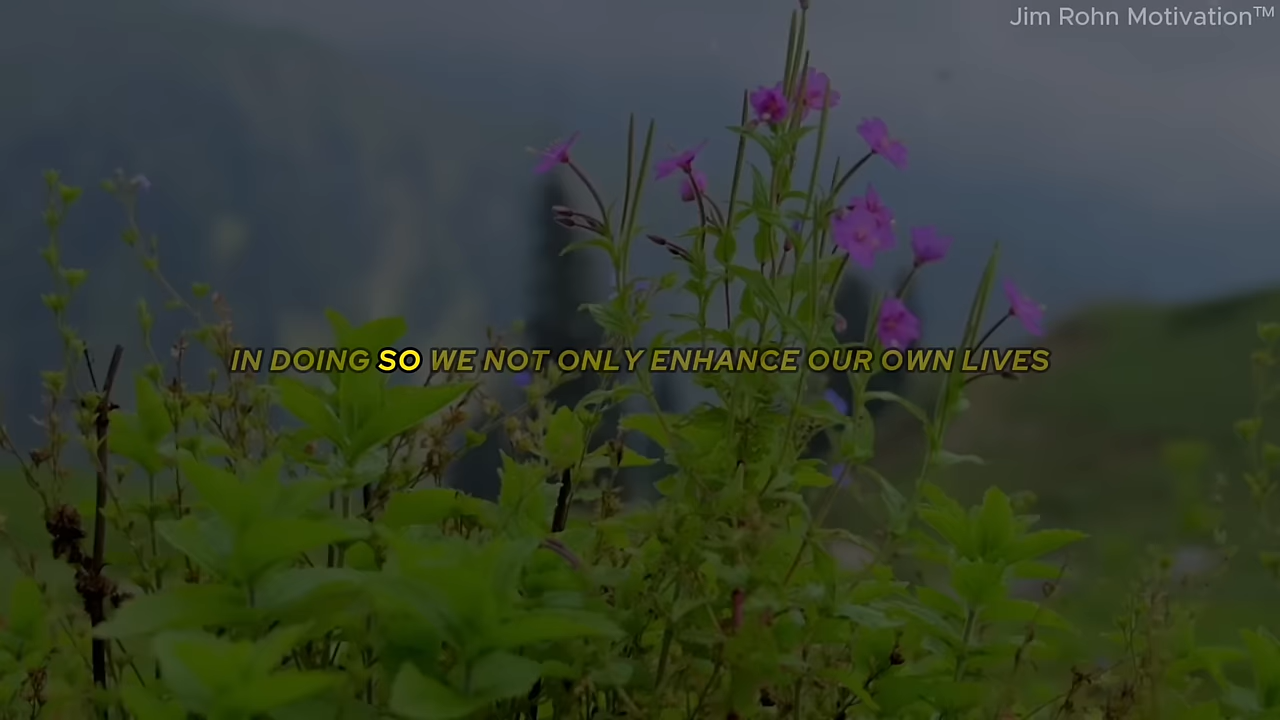 Jim Rohn Motivation™
IN DOING SO WE NOT ONLY ENHANCE OUR OWN LIVES